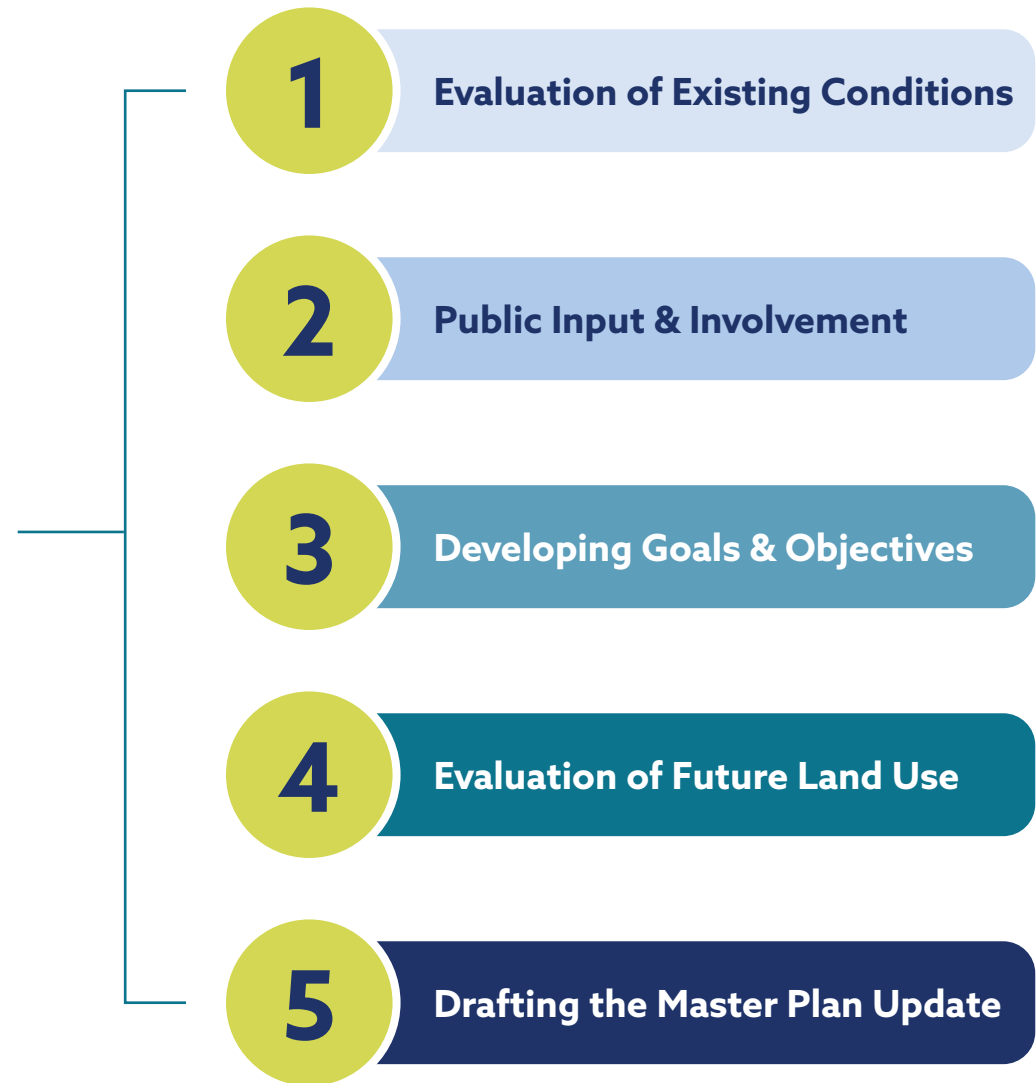 1
Evaluation of Existing Conditions
2
Public Input & Involvement
3
Developing Goals & Objectives
4
Evaluation of Future Land Use
5
Drafting the Master Plan Update